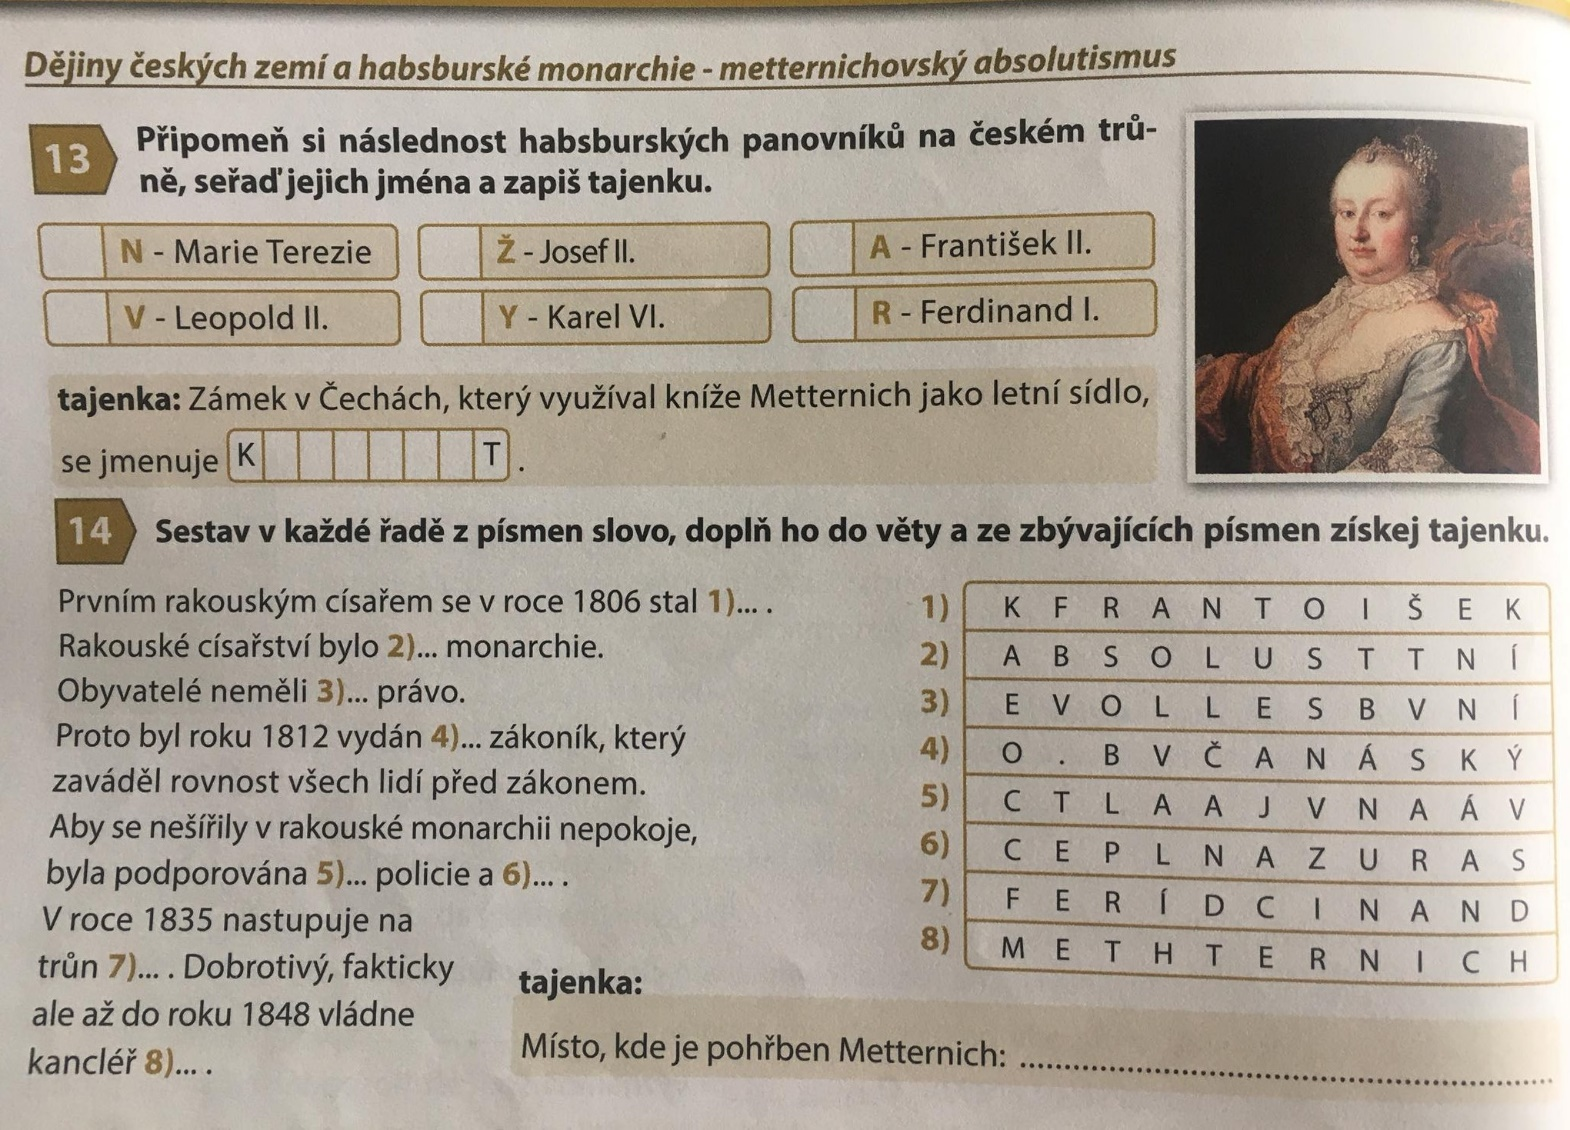 Dějiny českých zemí a habsburské monarchie - metternichovský absolutismus
13 Připomeň si následnost habsburských panovníků na českém trů-
ně, seřaď jejich jména a zapiš tajenku.
N - Marie Terezie Ž - Josef II. A - František II.
V - Leopold II. Y - Karel VI. R - Ferdinand I.
tajenka: Zámek v Čechách, který využíval kníže Metternich jako letní sídlo,
se jmenuje K T .
14 Sestav v každé řadě z písmen slovo, doplň ho do věty a ze zbývajících písmen získej tajenku.
Prvním rakouským císařem se v roce 1806 stal 1)... .
Rakouské císařství bylo 2)... monarchie.
Obyvatelé neměli 3)... právo.
Proto byl roku 1812 vydán 4)... zákoník, který
zaváděl rovnost všech lidí před zákonem.
Aby se nešířily v rakouské monarchii nepokoje,
byla podporována 5)... policie a 6)... .
V roce 1835 nastupuje na
trůn 7)... . Dobrotivý, fakticky
ale až do roku 1848 vládne
kancléř 8)... .
1) K F R A N T O I Š E K
2) A B S O L U S T T N Í
3) E V O L L E S B V N Í
4) O . B V Č A N Á S K Ý
5) C T L A A J V N A Á V
6) C E P L N A Z U R A S
7) F E R Í D C I N A N D
8) M E T H T E R N I C H
tajenka:
Místo, kde je pohřben Metternich: ........................................